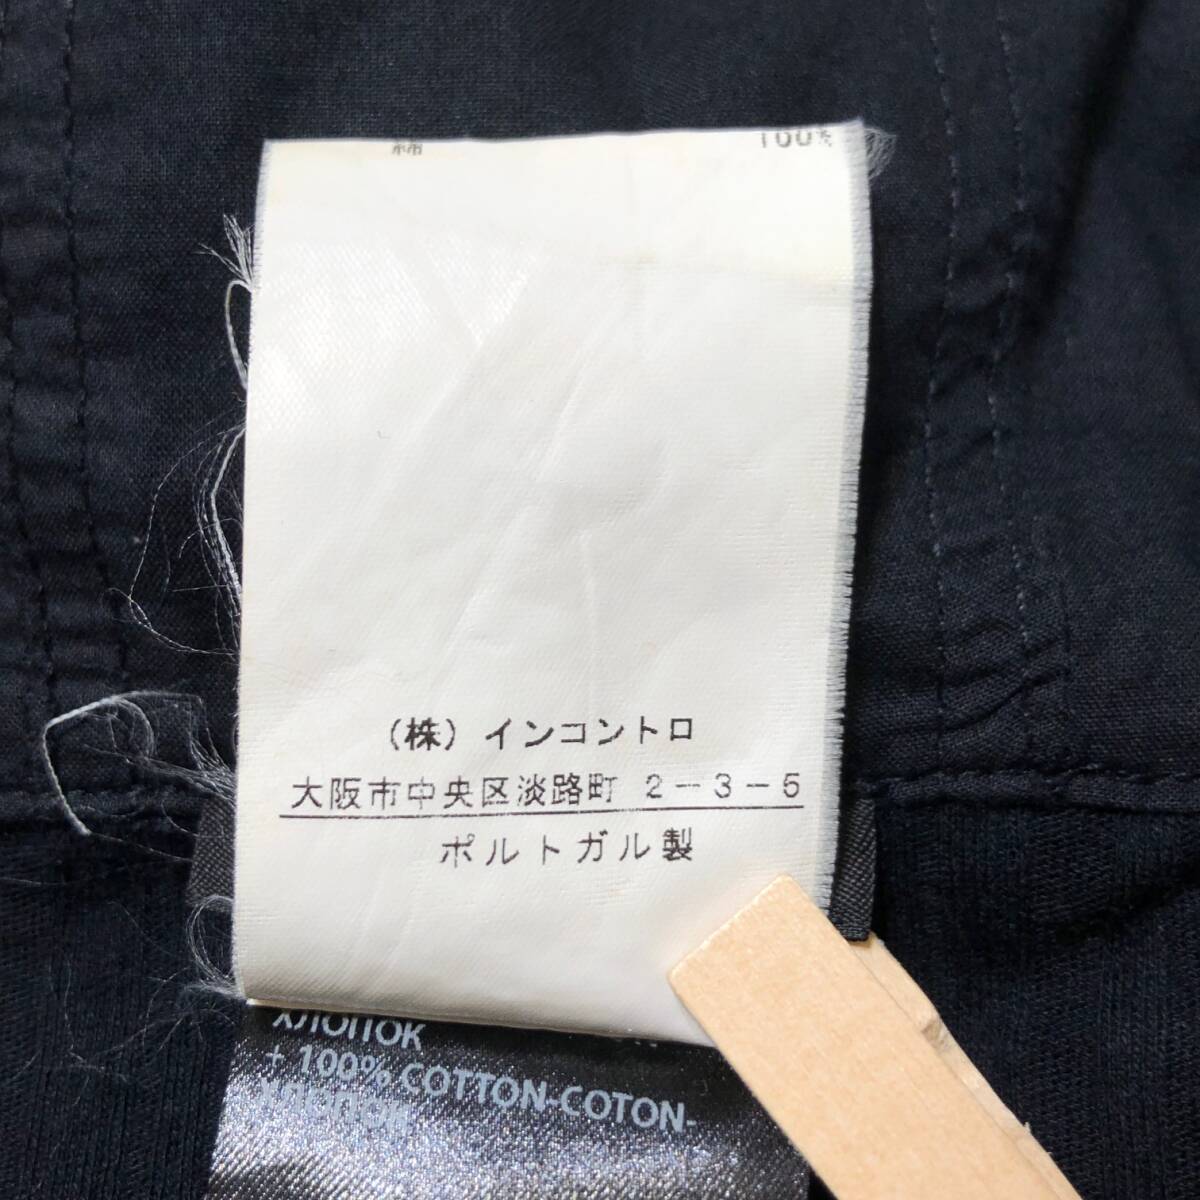 綿 100%
(株) インコントロ
大阪市中央区淡路町 2-3-5
ポルトガル製
ХЛОПОК
+ 100% COTTON-COTON-
ХЛОПОК